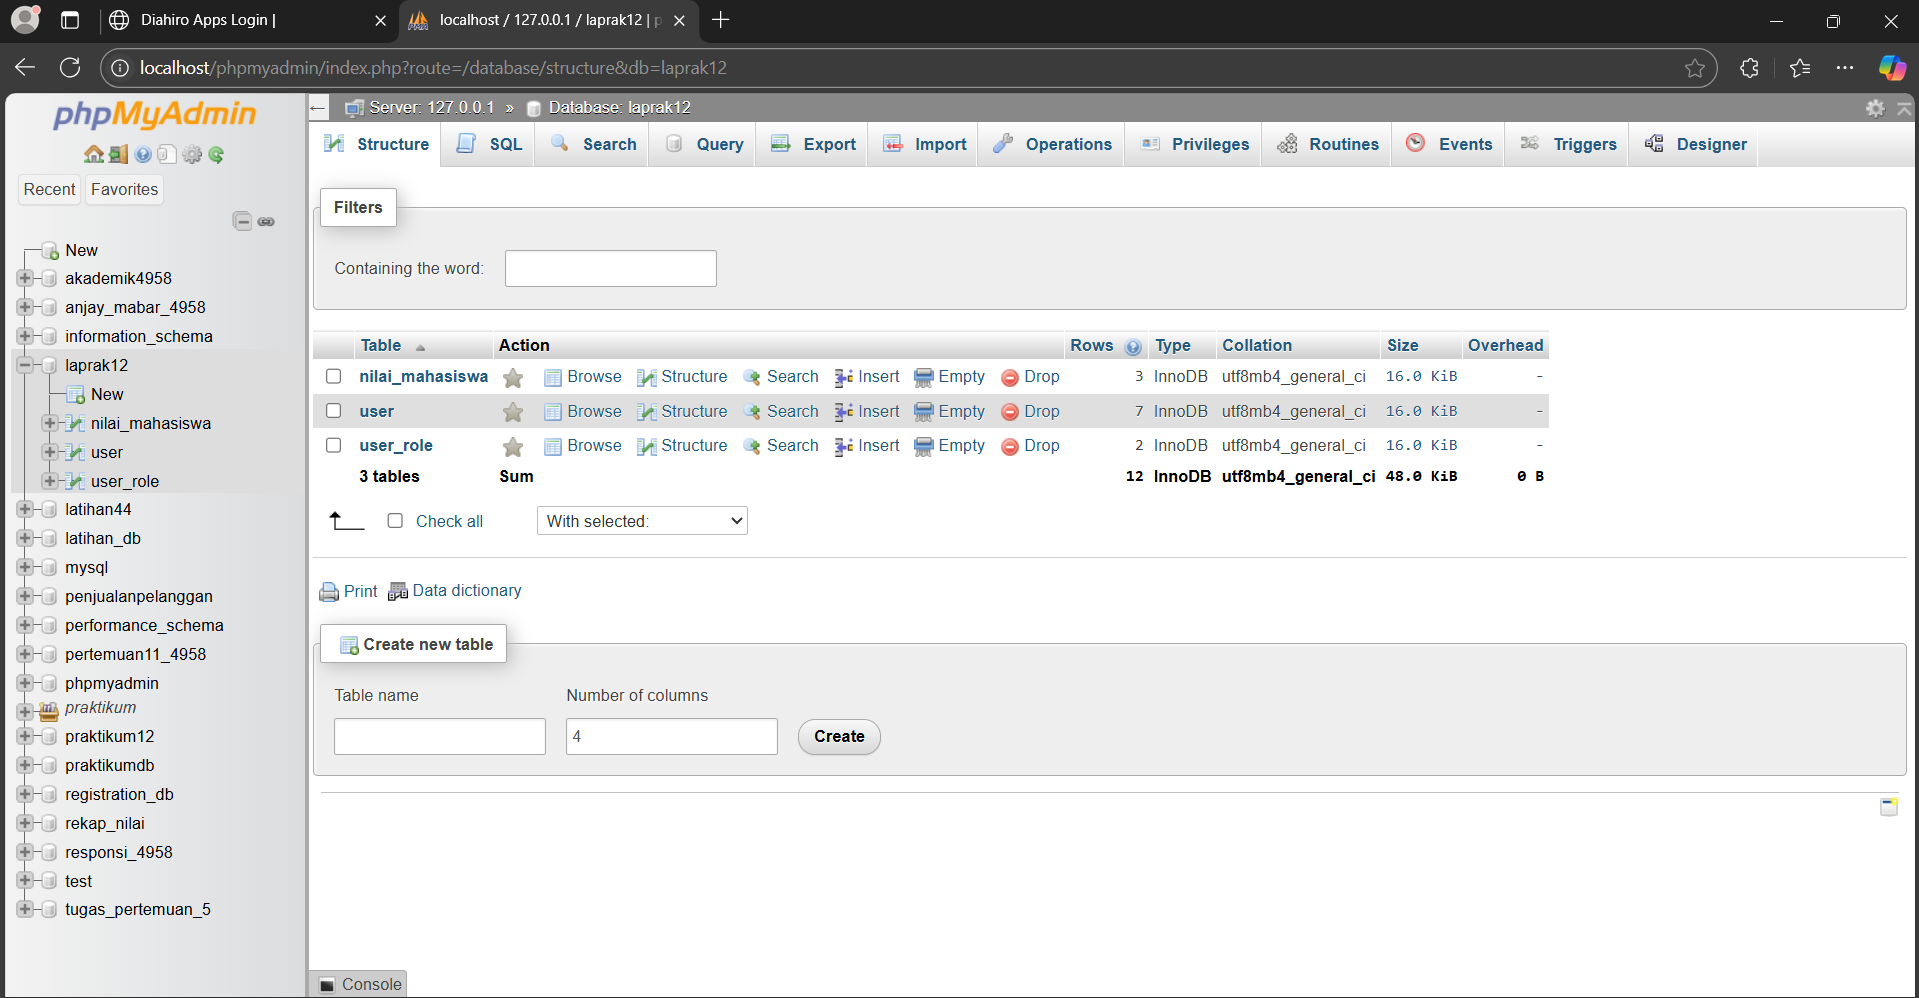 Diahiro Apps Login |
localhost / 127.0.0.1 / laprak12 | p
localhost/phpmyadmin/index.php?route=/database/structure&db=laprak12
phpMyAdmin
Recent
Favorites
New
akademik4958
anjay_mabar_4958
information_schema
laprak12
New
nilai_mahasiswa
user
user_role
latihan44
latihan_db
mysql
penjualanpelanggan
performance_schema
pertemuan11_4958
phpmyadmin
praktikum
praktikum12
praktikumdb
registration_db
rekap_nilai
responsi_4958
test
tugas_pertemuan_5
Server: 127.0.0.1 » Database: laprak12
Structure SQL Search Query Export Import Operations Privileges Routines Events Triggers Designer
Filters
Containing the word:
Table Action Rows Type Collation Size Overhead
nilai_mahasiswa Browse Structure Search Insert Empty Drop 3 InnoDB utf8mb4_general_ci 16.0 KiB -
user Browse Structure Search Insert Empty Drop 7 InnoDB utf8mb4_general_ci 16.0 KiB -
user_role Browse Structure Search Insert Empty Drop 2 InnoDB utf8mb4_general_ci 16.0 KiB -
3 tables Sum 12 InnoDB utf8mb4_general_ci 48.0 KiB 0 B
Check all With selected:
Print Data dictionary
Create new table
Table name Number of columns
4 Create
Console